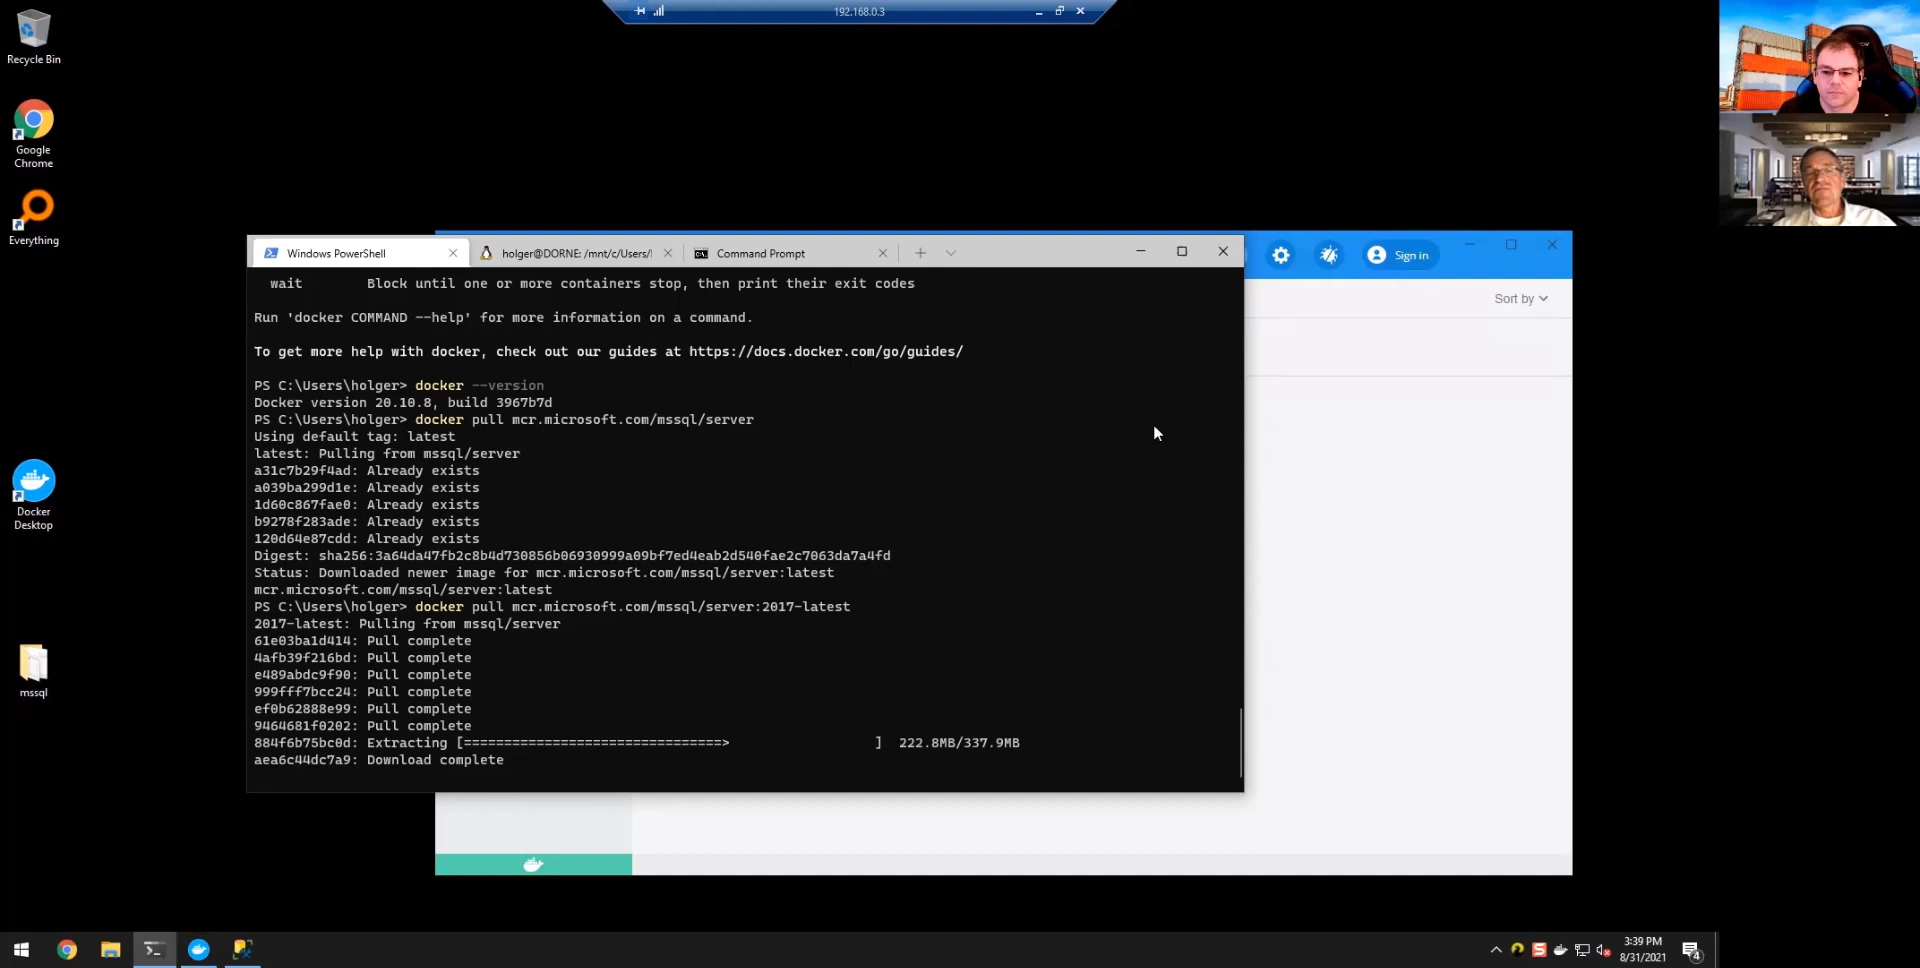 192.168.0.3
Recycle Bin
Google
Chrome
Everything
Docker
Desktop
mssql
Windows PowerShell
holger@DORNE: /mnt/c/Users/
Command Prompt
Sign in
Sort by
wait Block until one or more containers stop, then print their exit codes
Run 'docker COMMAND --help' for more information on a command.
To get more help with docker, check out our guides at https://docs.docker.com/go/guides/
PS C:\Users\holger> docker --version
Docker version 20.10.8, build 3967b7d
PS C:\Users\holger> docker pull mcr.microsoft.com/mssql/server
Using default tag: latest
latest: Pulling from mssql/server
a31c7b29f4ad: Already exists
a039ba299d1e: Already exists
1d60c867fae0: Already exists
b9278f283ade: Already exists
120d64e87cdd: Already exists
Digest: sha256:3a64da47fb2c8b4d730856b06930999a09bf7ed4eab2d540fae2c7063da7a4fd
Status: Downloaded newer image for mcr.microsoft.com/mssql/server:latest
mcr.microsoft.com/mssql/server:latest
PS C:\Users\holger> docker pull mcr.microsoft.com/mssql/server:2017-latest
2017-latest: Pulling from mssql/server
61e03ba1d414: Pull complete
4afb39f216bd: Pull complete
e489abdc9f90: Pull complete
999fff7bcc24: Pull complete
ef0b62888e99: Pull complete
9464681f0202: Pull complete
884f6b75bc0d: Extracting [================================> ] 222.8MB/337.9MB
aea6c44dc7a9: Download complete
3:39 PM
8/31/2021
4